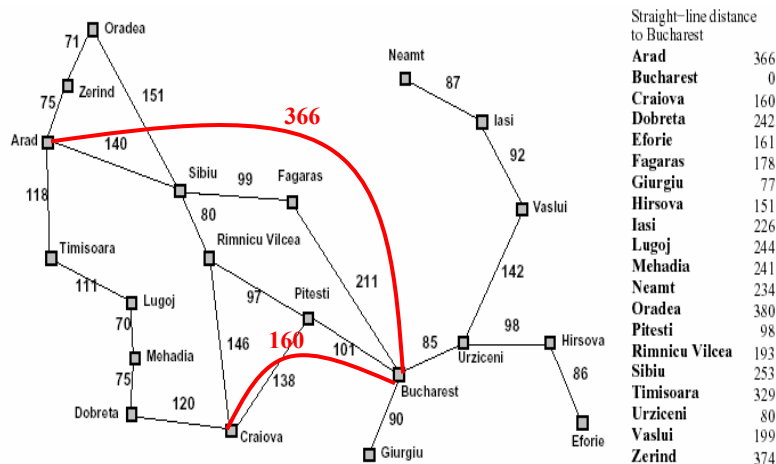 Oradea
71
Neamt
87
Zerind
75
151
Iasi
366
Arad
140
92
Sibiu
99
Fagaras
118
80
Vaslui
Timisoara
Rimnicu Vilcea
111
97
Pitesti
211
142
Lugoj
70
146
160
101
85
98
Hirsova
Mehadia
138
Urziceni
86
75
Bucharest
120
90
Dobreta
Craiova
Giurgiu
Eforie
Straight-line distance
to Bucharest
Arad 366
Bucharest 0
Craiova 160
Dobreta 242
Eforie 161
Fagaras 178
Giurgiu 77
Hirsova 151
Iasi 226
Lugoj 244
Mehadia 241
Neamt 234
Oradea 380
Pitesti 98
Rimnicu Vilcea 193
Sibiu 253
Timisoara 329
Urziceni 80
Vaslui 199
Zerind 374